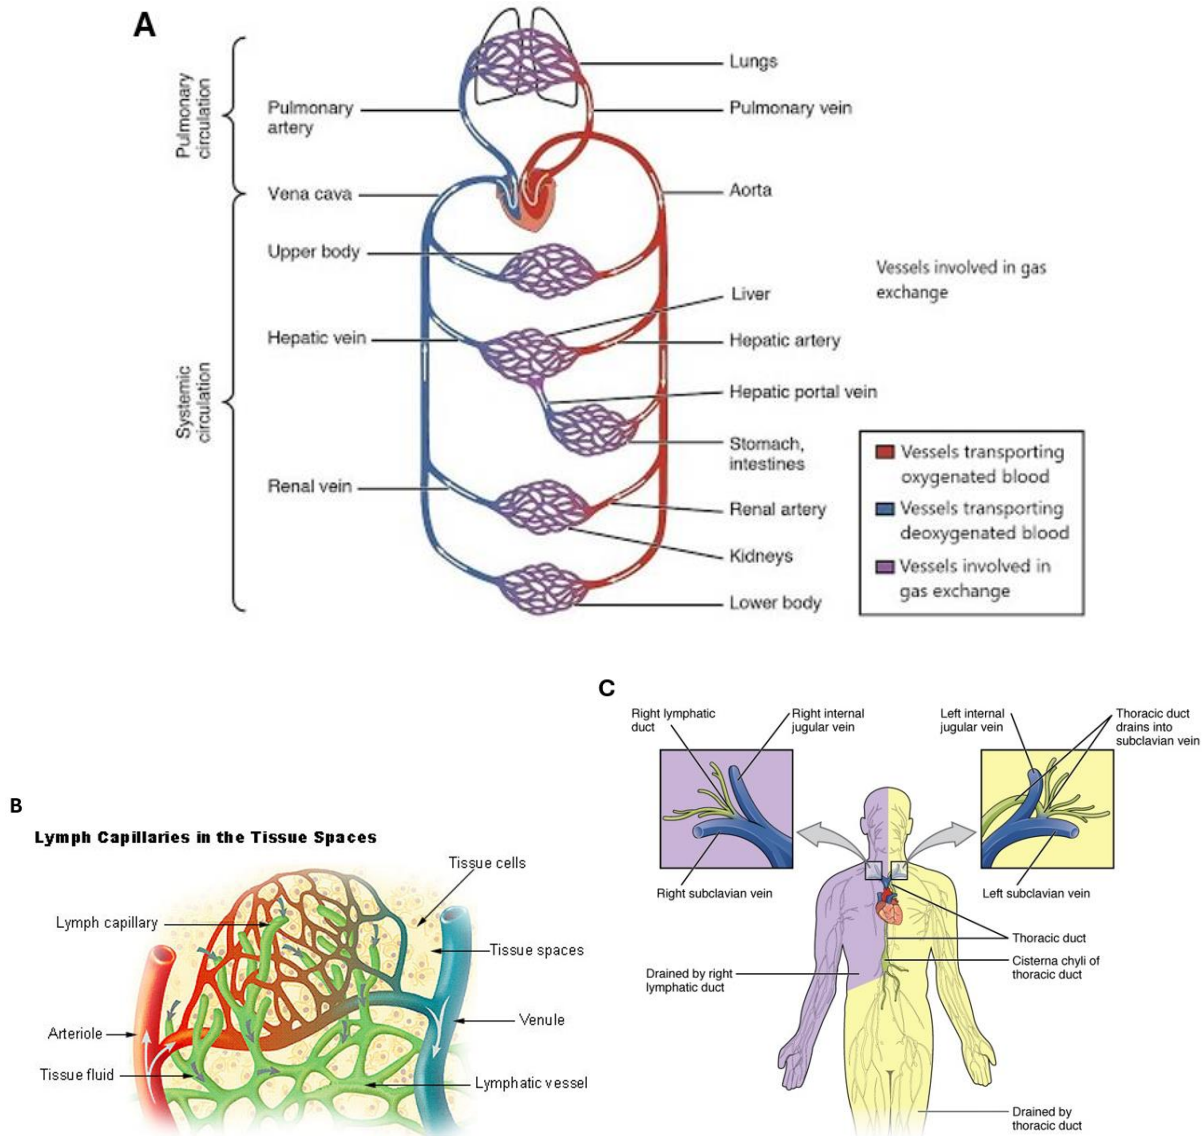 A
Pulmonary
circulation
Systemic
circulation
Pulmonary
artery
Vena cava
Upper body
Hepatic vein
Renal vein
Lungs
Pulmonary vein
Aorta
Liver
Hepatic artery
Hepatic portal vein
Stomach,
intestines
Renal artery
Kidneys
Lower body
Vessels involved in gas
exchange
Vessels transporting
oxygenated blood
Vessels transporting
deoxygenated blood
Vessels involved in
gas exchange
B
Lymph Capillaries in the Tissue Spaces
Tissue cells
Lymph capillary
Tissue spaces
Arteriole
Venule
Tissue fluid
Lymphatic vessel
C
Right lymphatic
duct
Right internal
jugular vein
Left internal
jugular vein
Thoracic duct
drains into
subclavian vein
Right subclavian vein
Left subclavian vein
Thoracic duct
Cisterna chyli of
thoracic duct
Drained by right
lymphatic duct
Drained by
thoracic duct